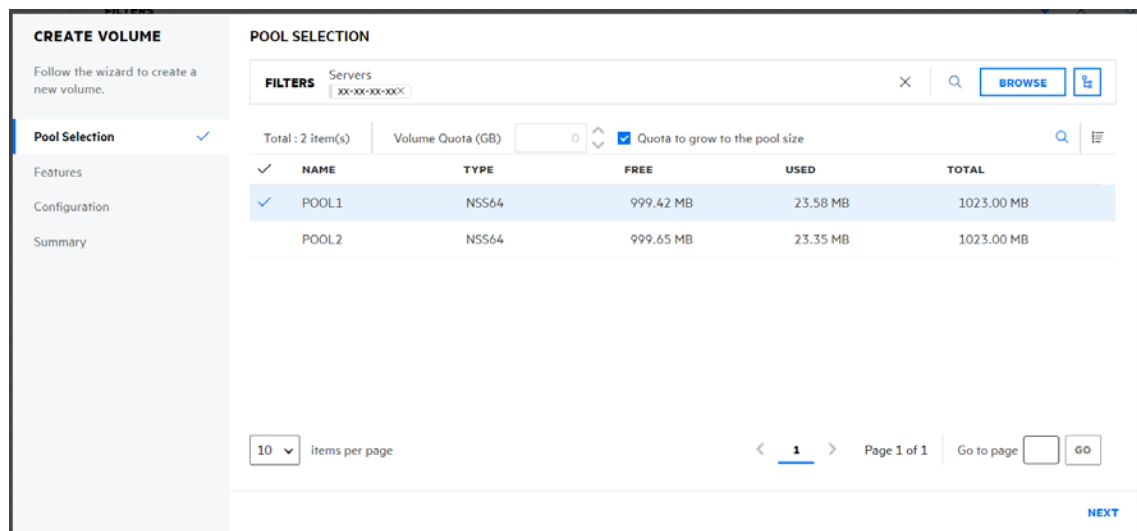 FILTERS
CREATE VOLUME
Follow the wizard to create a
new volume.
Pool Selection
Features
Configuration
Summary
POOL SELECTION
FILTERS
Servers
xx-xx-xx-xx×
BROWSE
Total : 2 item(s) Volume Quota (GB) 0 Quota to grow to the pool size
NAME TYPE FREE USED TOTAL
POOL1 NSS64 999.42 MB 23.58 MB 1023.00 MB
POOL2 NSS64 999.65 MB 23.35 MB 1023.00 MB
10 items per page < 1 > Page 1 of 1 Go to page GO
NEXT